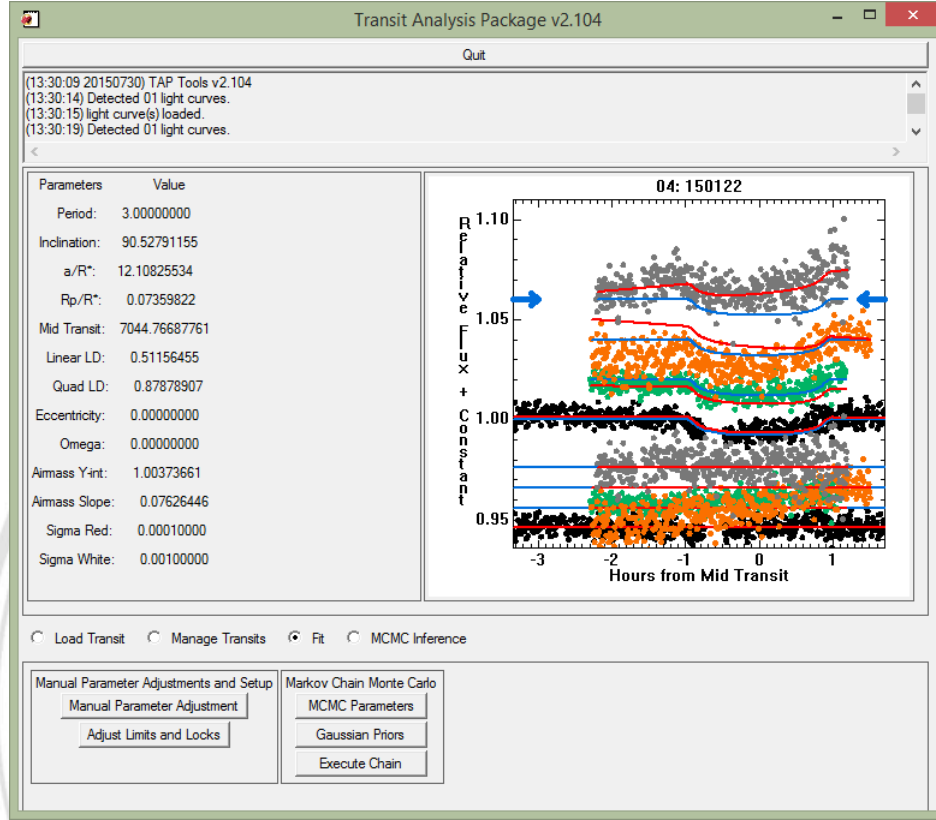 Transit Analysis Package v2.104
Quit
(13:30:09 20150730) TAP Tools v2.104
(13:30:14) Detected 01 light curves.
(13:30:15) light curve(s) loaded.
(13:30:19) Detected 01 light curves.
Parameters Value
Period: 3.00000000
Inclination: 90.52791155
a/R*: 12.10825534
Rp/R*: 0.07359822
Mid Transit: 7044.76687761
Linear LD: 0.51156455
Quad LD: 0.87878907
Eccentricity: 0.00000000
Omega: 0.00000000
Airmass Y-int: 1.00373661
Airmass Slope: 0.07626446
Sigma Red: 0.00010000
Sigma White: 0.00100000
04: 150122
Relative Flux + Constant
1.10
1.05
1.00
0.95
-3 -2 -1 0 1
Hours from Mid Transit
Load Transit Manage Transits Fit MCMC Inference
Manual Parameter Adjustments and Setup
Manual Parameter Adjustment
Adjust Limits and Locks
Markov Chain Monte Carlo
MCMC Parameters
Gaussian Priors
Execute Chain